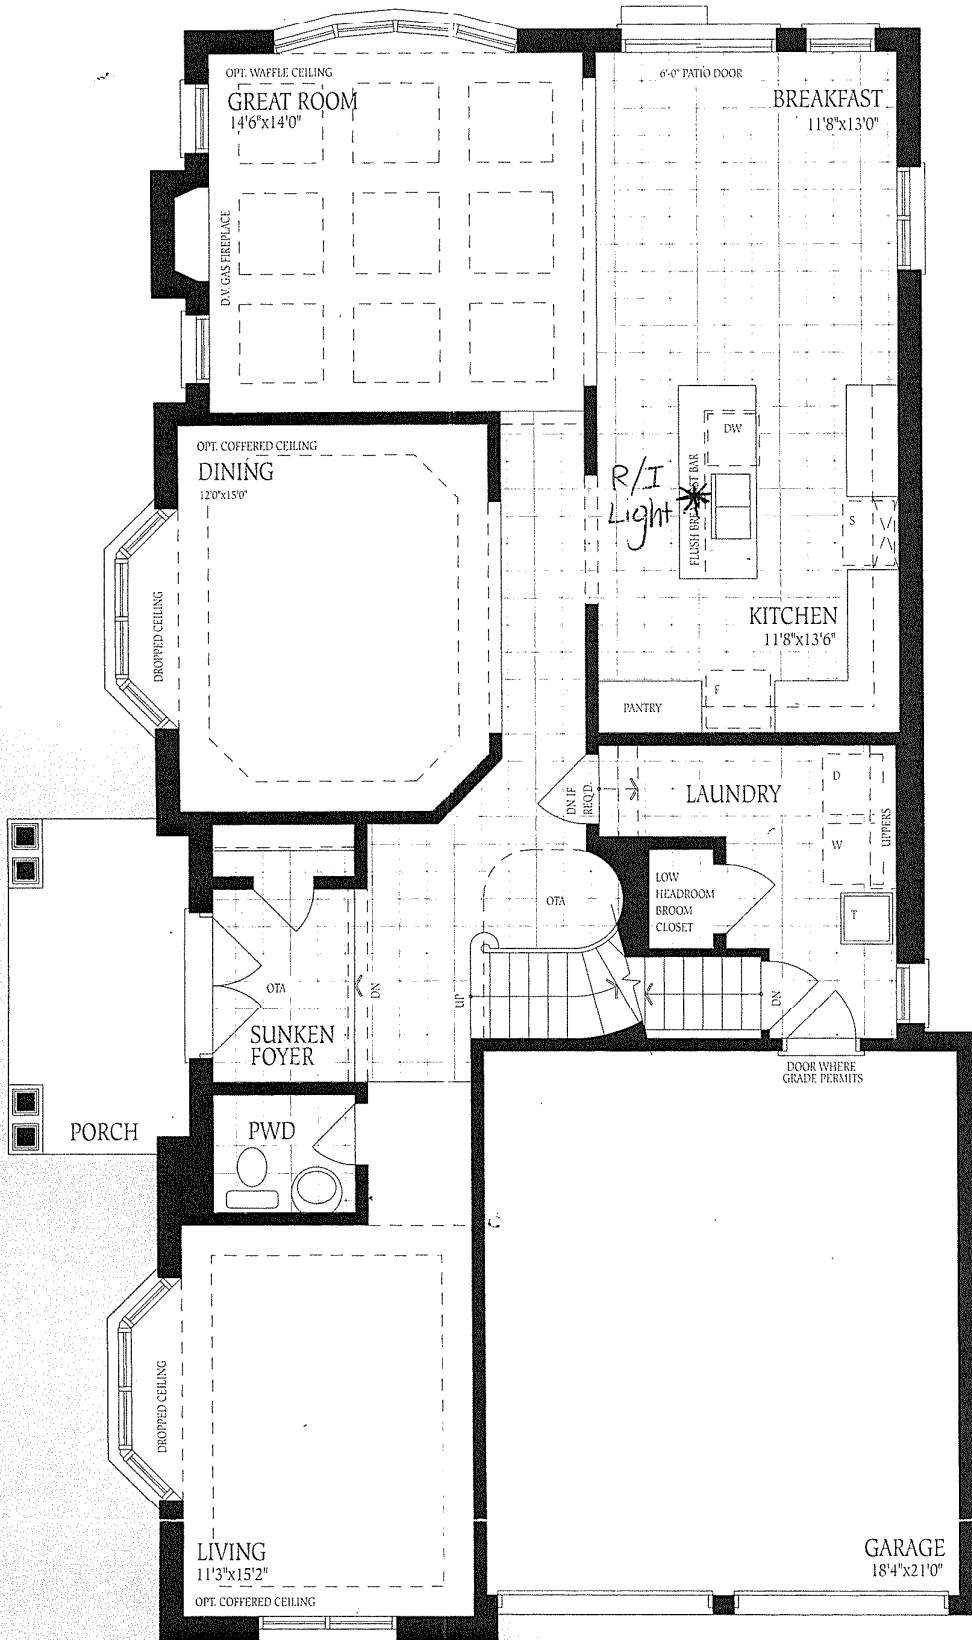 OPT. WAFFLE CEILING
GREAT ROOM
14'6"x14'0"
D.V. GAS FIREPLACE
6'-0" PATIO DOOR
BREAKFAST
11'8"x13'0"
OPT. COFFERED CEILING
DINING
12'0"x15'0"
DROPPED CEILING
R/I
Light
DW
FLUSH BREAKFAST BAR
S
KITCHEN
11'8"x13'6"
PANTRY
F
DN IF
REQ'D.
LAUNDRY
D
W
UPPERS
T
LOW
HEADROOM
BROOM
CLOSET
OTA
OTA
DN
UP
DN
SUNKEN
FOYER
DOOR WHERE
GRADE PERMITS
PORCH
PWD
DROPPED CEILING
LIVING
11'3"x15'2"
OPT. COFFERED CEILING
GARAGE
18'4"x21'0"